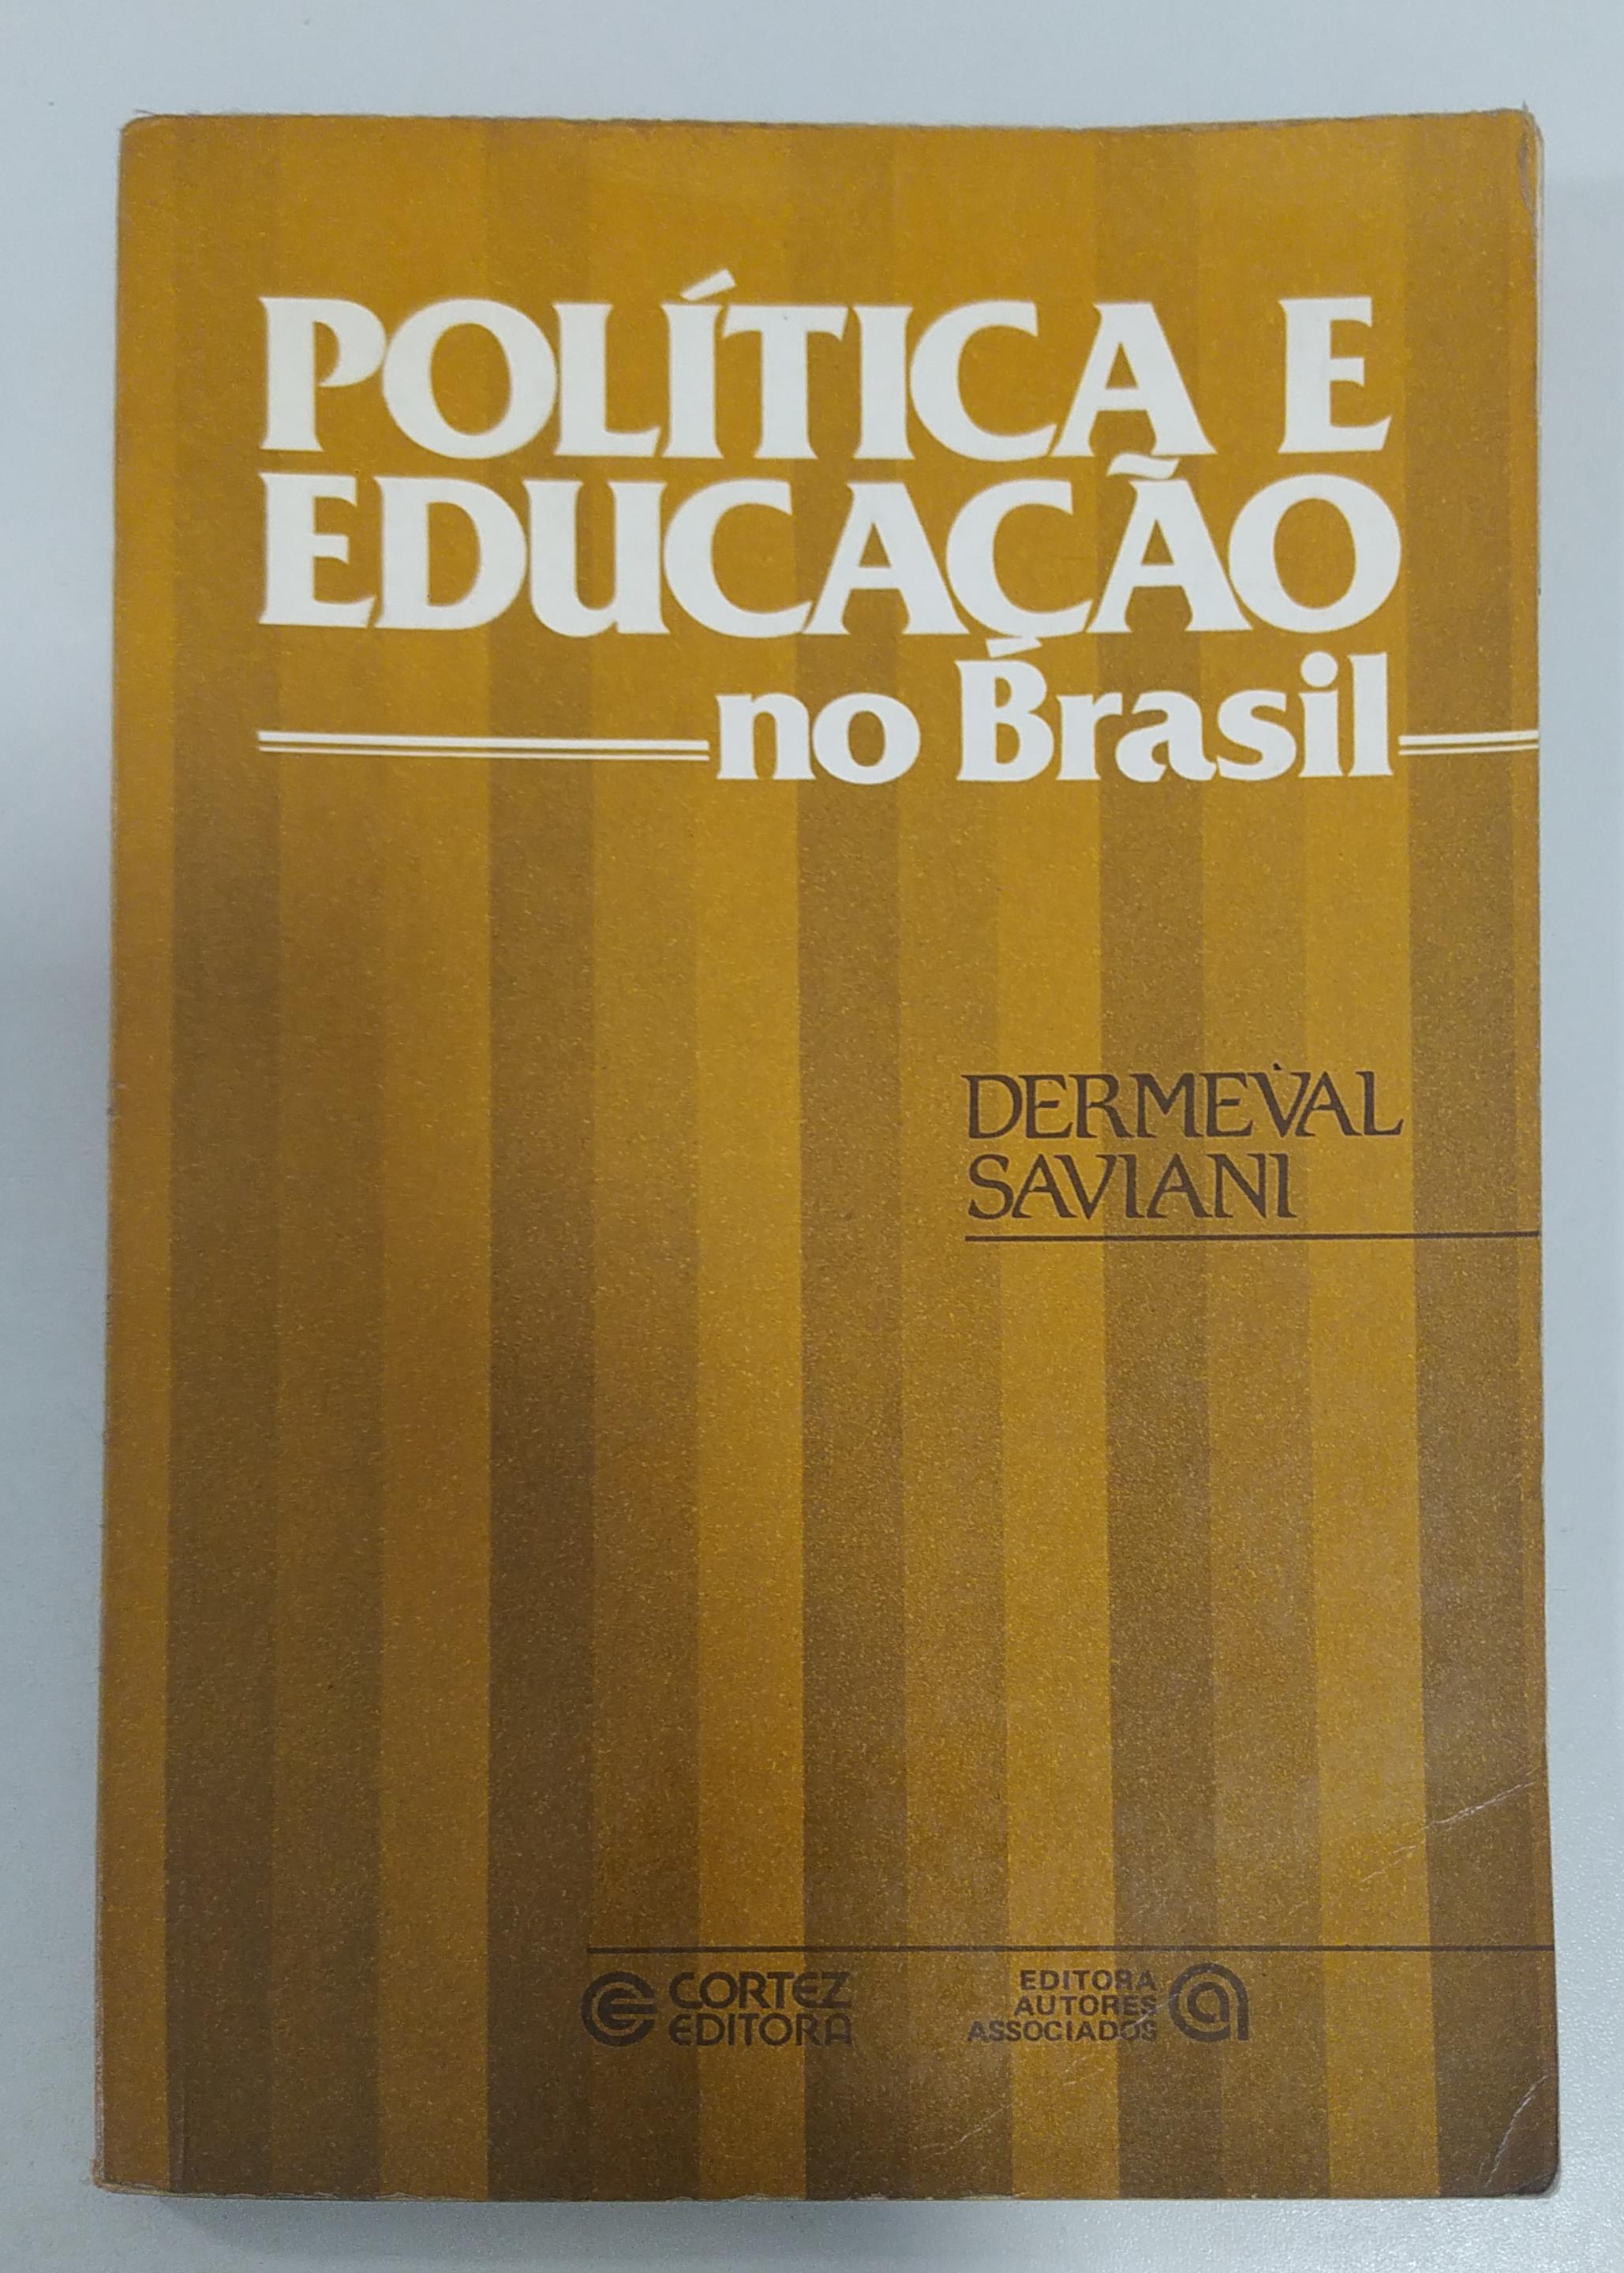 POLÍTICA E
EDUCAÇÃO
no Brasil
DERMEVAL
SAVIANI
CORTEZ
EDITORA
EDITORA
AUTORES
ASSOCIADOS